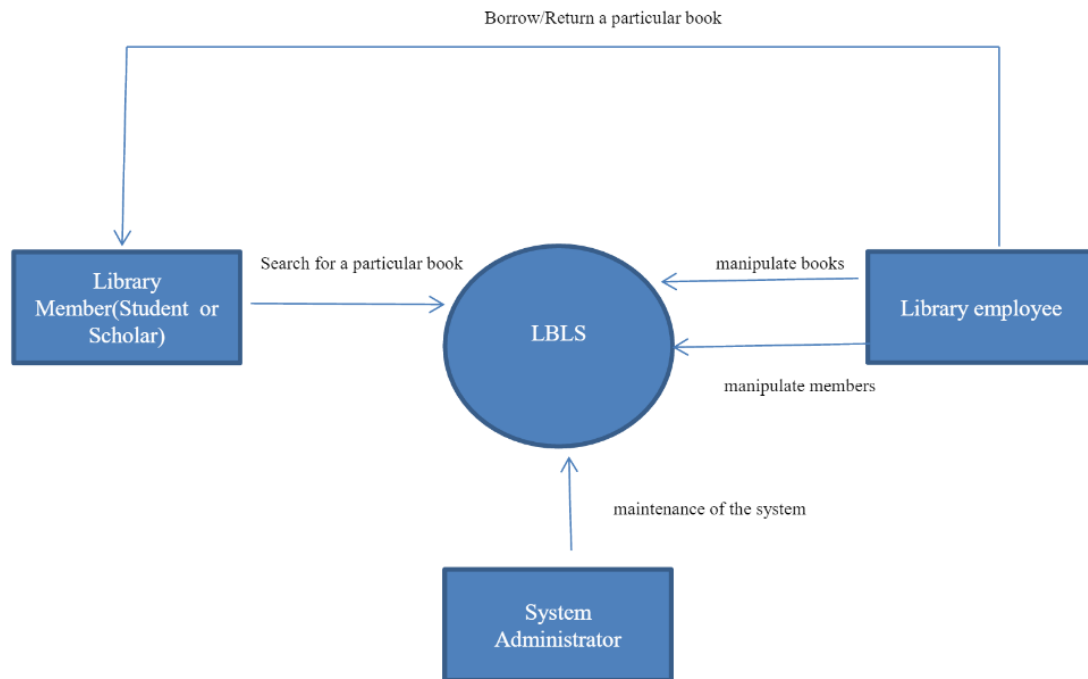 Borrow/Return a particular book
Library
Member(Student or
Scholar)
Search for a particular book
LBLS
manipulate books
Library employee
manipulate members
maintenance of the system
System
Administrator